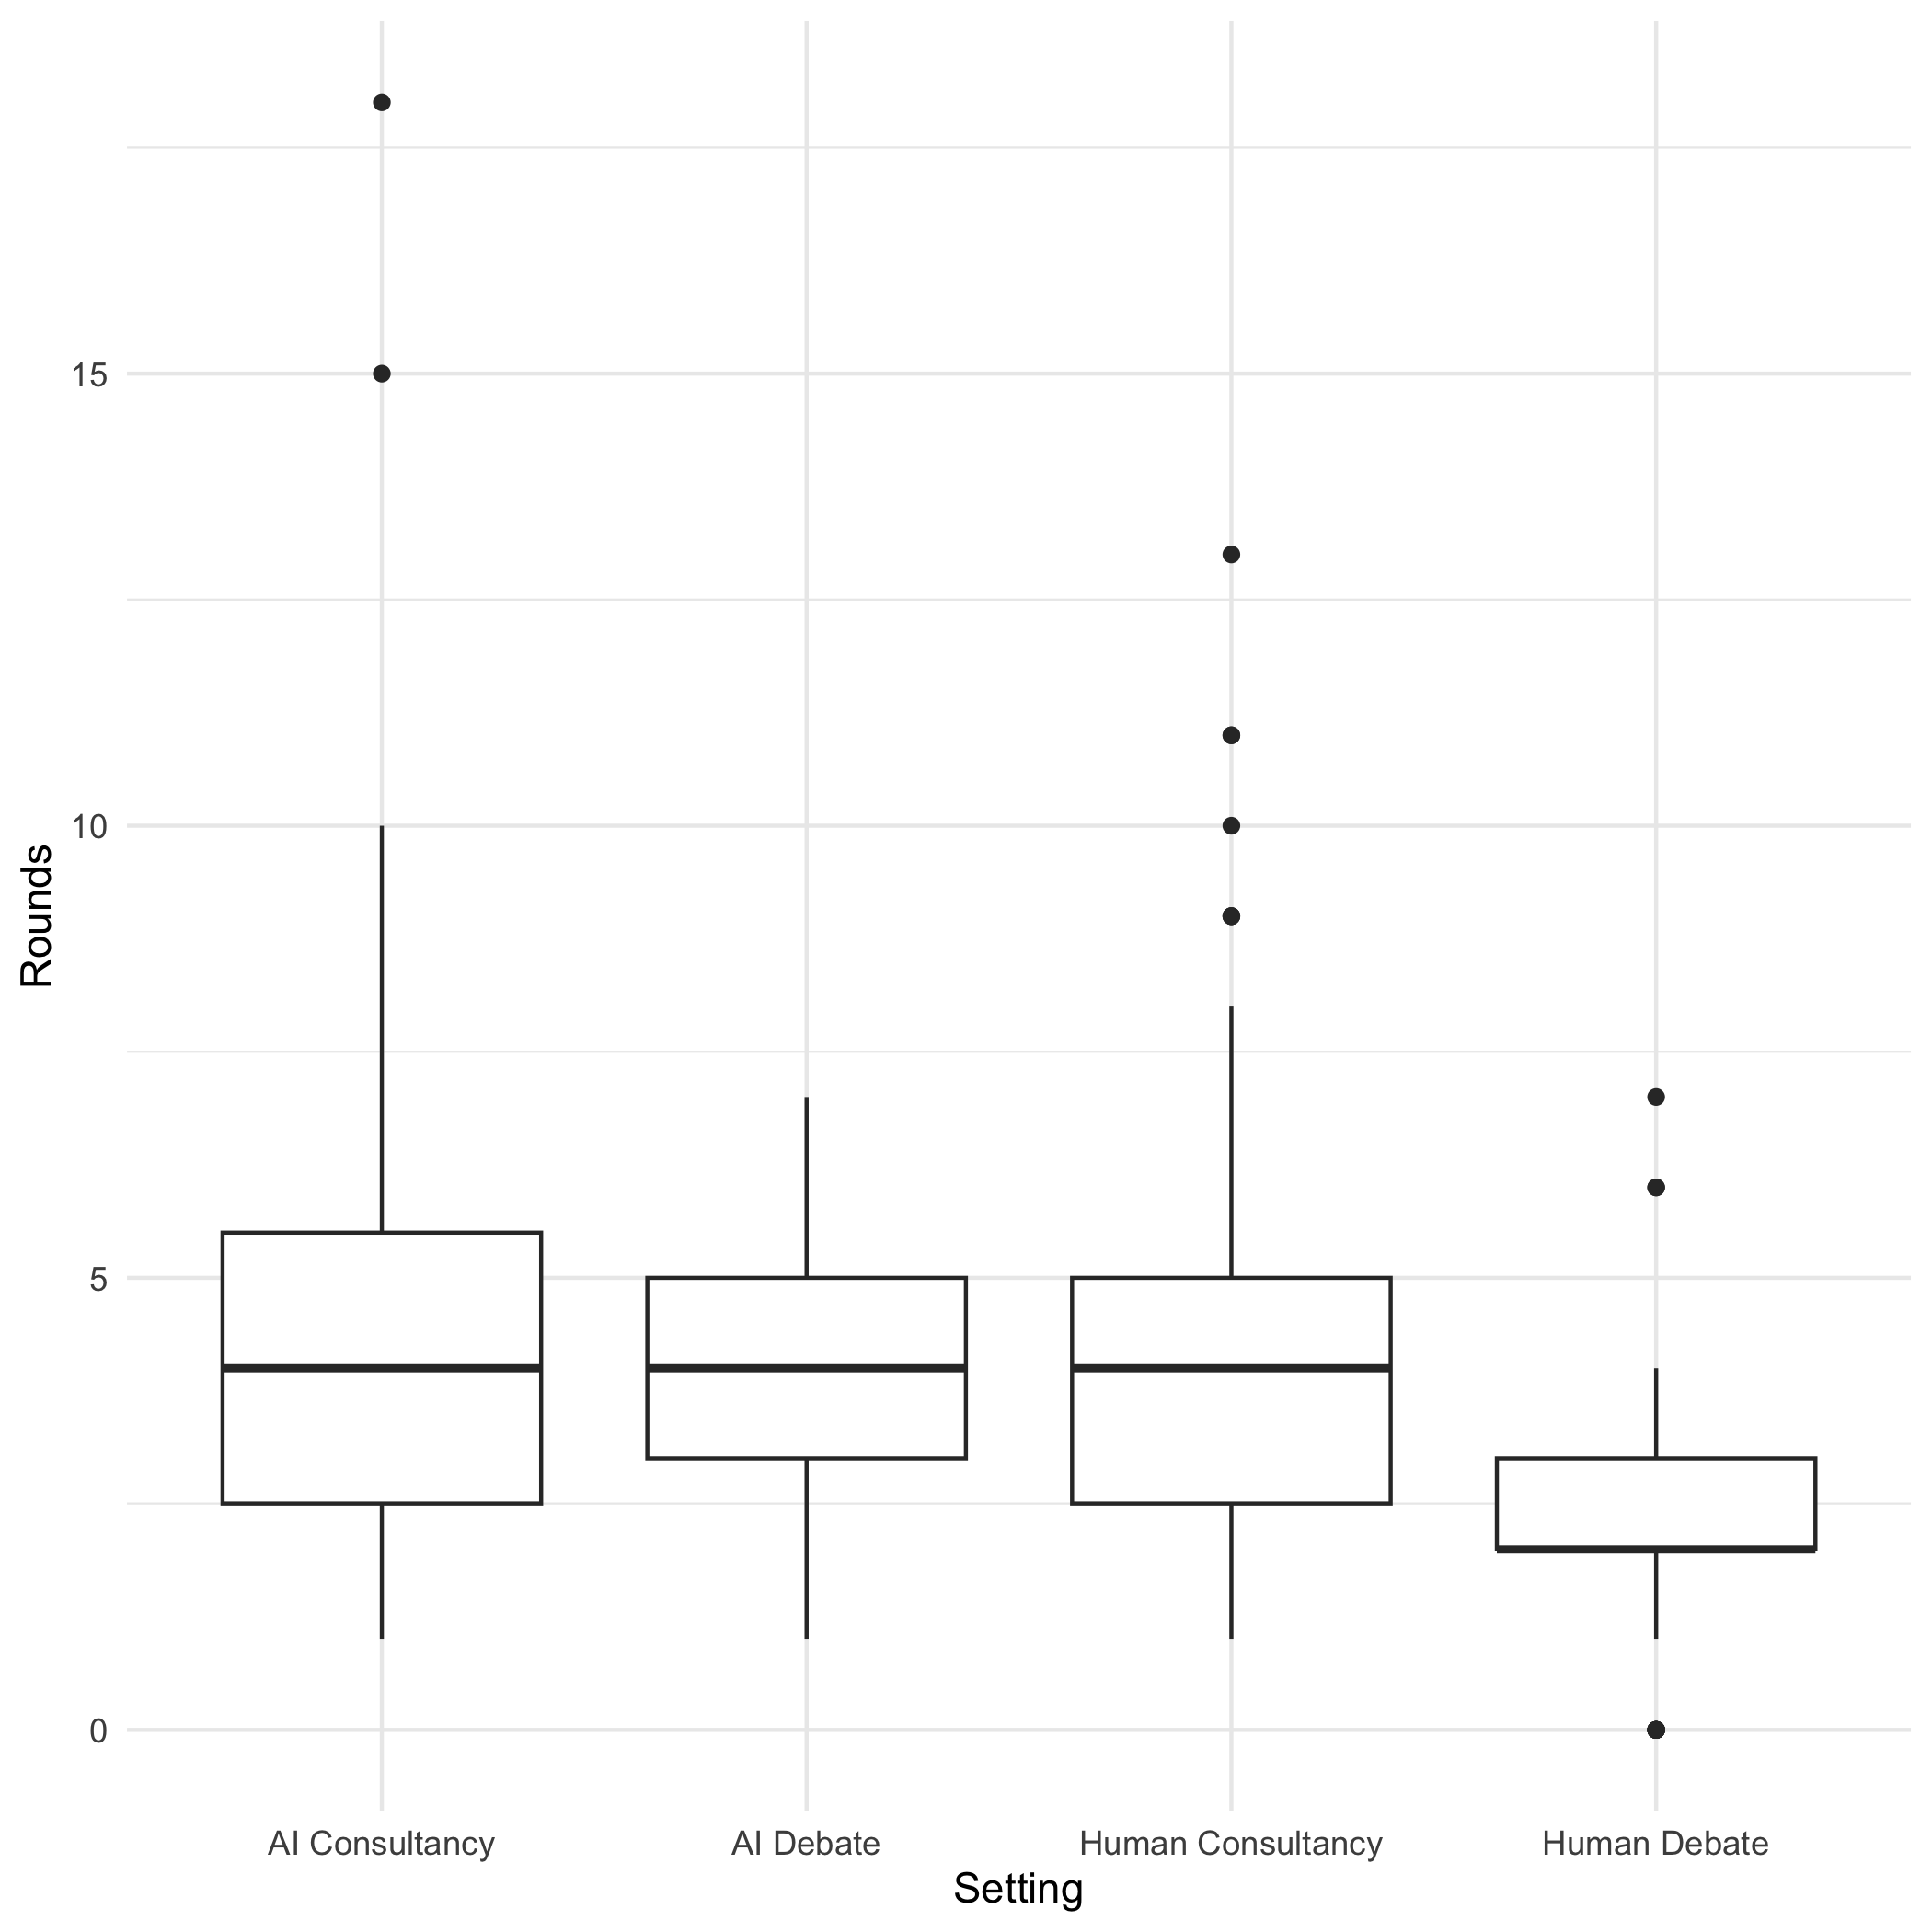 Rounds
15
10
5
0
AI Consultancy
AI Debate
Human Consultancy
Human Debate
Setting